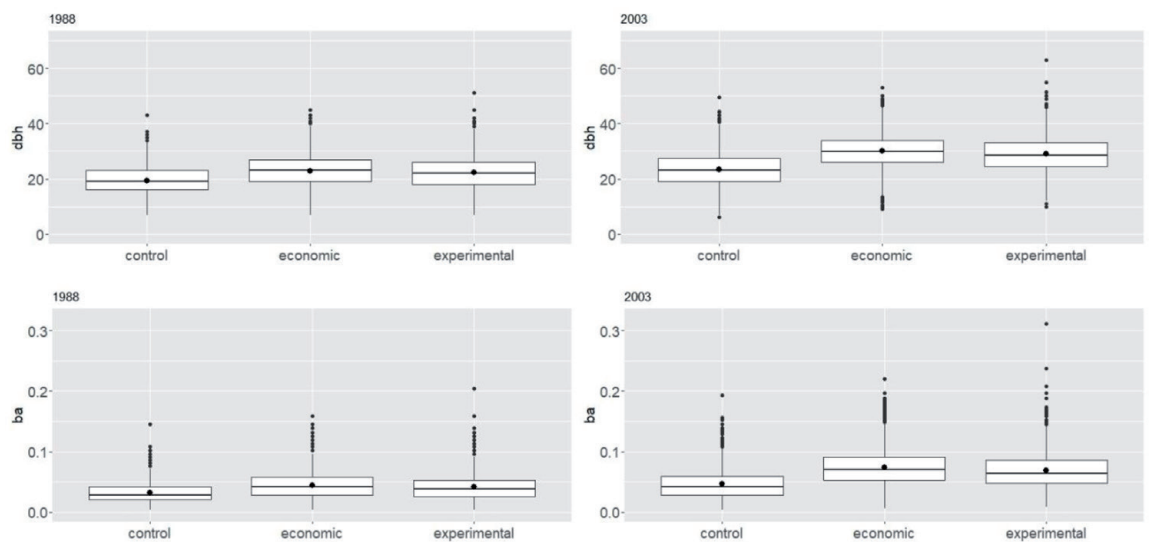 1988
dbh
60
40
20
0
control economic experimental
2003
dbh
60
40
20
0
control economic experimental
1988
ba
0.3
0.2
0.1
0.0
control economic experimental
2003
ba
0.3
0.2
0.1
0.0
control economic experimental